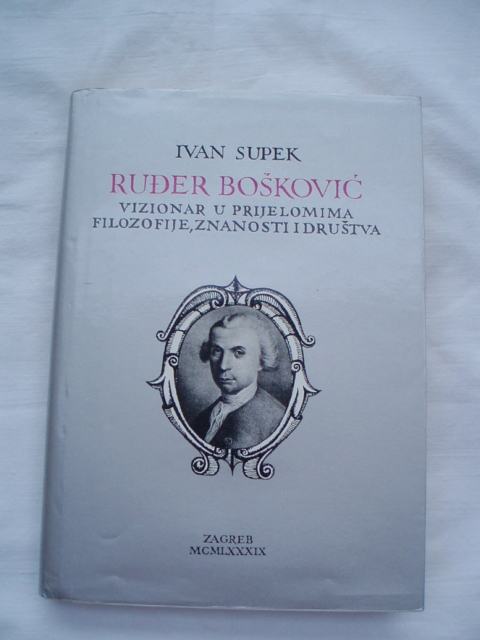 IVAN SUPEK
RUĐER BOŠKOVIĆ
VIZIONAR U PRIJELOMIMA
FILOZOFIJE, ZNANOSTI I DRUŠTVA
ZAGREB
MCMLXXXIX